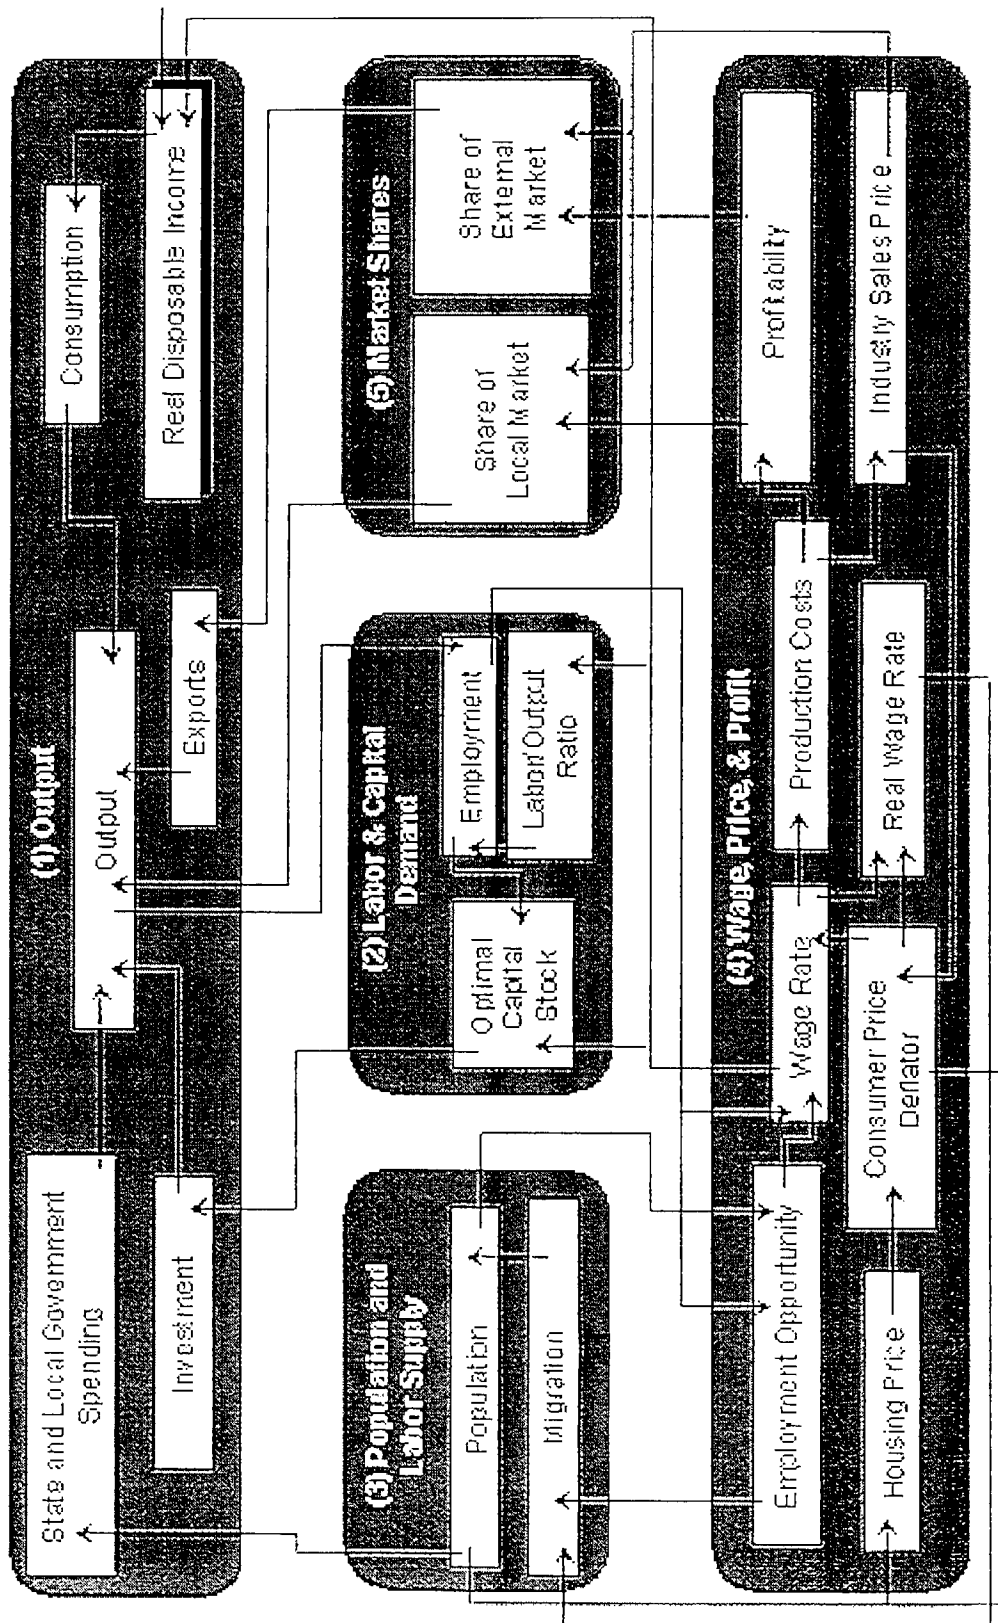 (1) Output
State and Local Government
Spending
Output
Consumption
Investment
Exports
Real Disposable Income
(3) Population and
Labor Supply
Population
Migration
(2) Labor & Capital
Demand
Optimal
Capital
Stock
Employment
Labor/Output
Ratio
(5) Market Shares
Share of
Local Market
Share of
External
Market
(4) Wage, Price, & Profit
Employment Opportunity
Wage Rate
Production Costs
Profitability
Housing Price
Consumer Price
Deflator
Real Wage Rate
Industry Sales Price